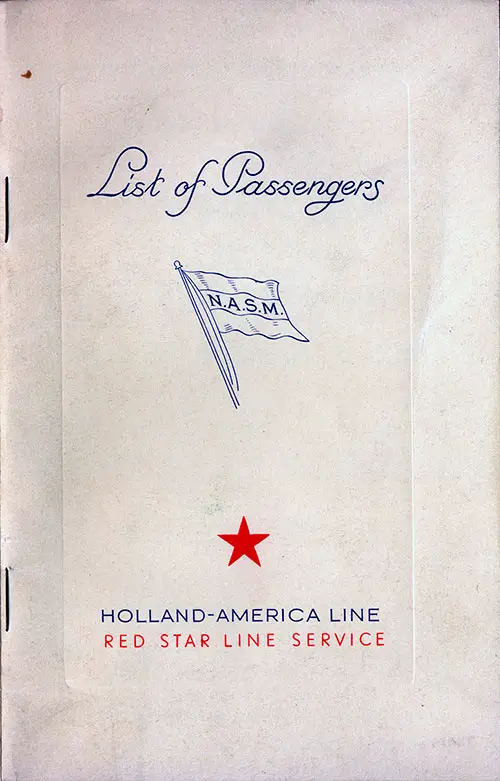 List of Passengers
N.A.S.M.
HOLLAND-AMERICA LINE
RED STAR LINE SERVICE